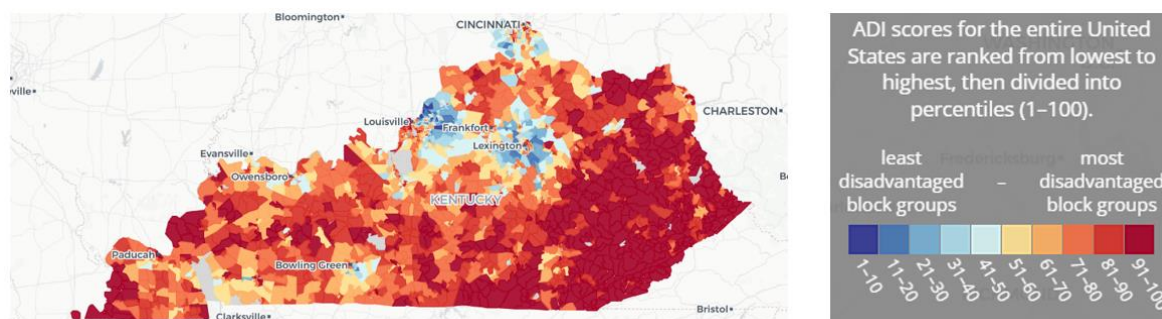 Bloomington
CINCINNATI
ville
Louisville
Frankfort
CHARLESTON
Lexington
Evansville
Owensboro
KENTUCKY
Paducah
Bowling Green
Clarksville
Bristol
ADI scores for the entire United
States are ranked from lowest to
highest, then divided into
percentiles (1–100).
least
disadvantaged
block groups
–
most
disadvantaged
block groups
1–10
11–20
21–30
31–40
41–50
51–60
61–70
71–80
81–90
91–100